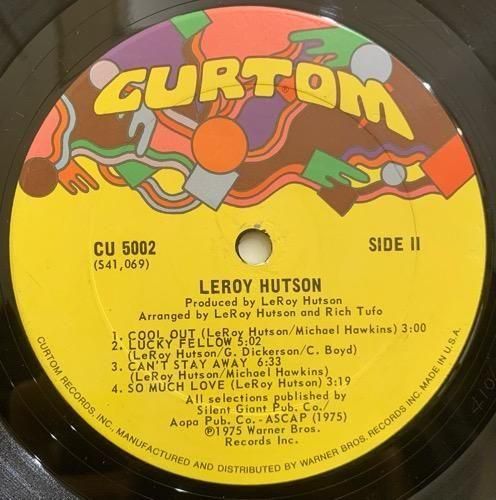 CURTOM
CU 5002
(S41,069)
SIDE II
LEROY HUTSON
Produced by LeRoy Hutson
Arranged by LeRoy Hutson and Rich Tufo
1. COOL OUT (LeRoy Hutson/Michael Hawkins) 3:00
2. LUCKY FELLOW 5:02
(LeRoy Hutson/G. Dickerson/C. Boyd)
3. CAN'T STAY AWAY 6:33
(LeRoy Hutson/Michael Hawkins)
4. SO MUCH LOVE (LeRoy Hutson) 3:19
All selections published by
Silent Giant Pub. Co./
Aopa Pub. Co.-ASCAP (1975)
℗1975 Warner Bros.
Records Inc.
CURTOM RECORDS, INC., MANUFACTURED AND DISTRIBUTED BY WARNER BROS. RECORDS INC. MADE IN U.S.A.